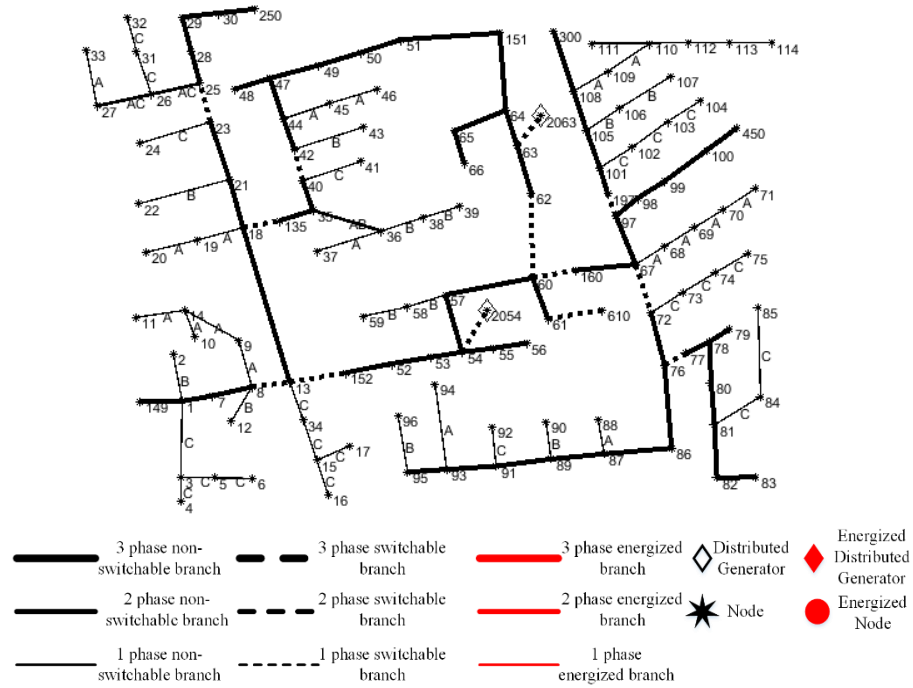 32
29
30
250
33
C
31
28
51
151
300
111
110
112
113
114
50
49
47
48
A
109
108
107
C
A
27
AC
26
AC
25
44
A
45
A
46
64
2063
B
106
105
104
103
C
24
C
23
43
B
42
65
63
66
102
C
101
450
100
41
C
40
99
98
197
97
71
22
B
21
62
70
A
69
A
68
A
67
20
A
19
A
18
135
35
AB
36
B
38
B
39
37
A
160
60
75
C
74
C
73
C
72
11
A
14
A
10
9
59
B
58
B
57
2054
61
610
85
C
2
B
A
54
55
56
79
78
77
76
149
1
7
8
B
12
13
152
52
53
80
84
C
81
C
C
34
C
15
C
17
16
94
A
96
B
95
93
92
C
91
90
B
89
88
A
87
86
3
C
5
C
6
C
4
82
83
3 phase non-
switchable branch
3 phase switchable
branch
3 phase energized
branch
Distributed
Generator
Energized
Distributed
Generator
2 phase non-
switchable branch
2 phase switchable
branch
2 phase energized
branch
Node
Energized
Node
1 phase non-
switchable branch
1 phase switchable
branch
1 phase
energized branch